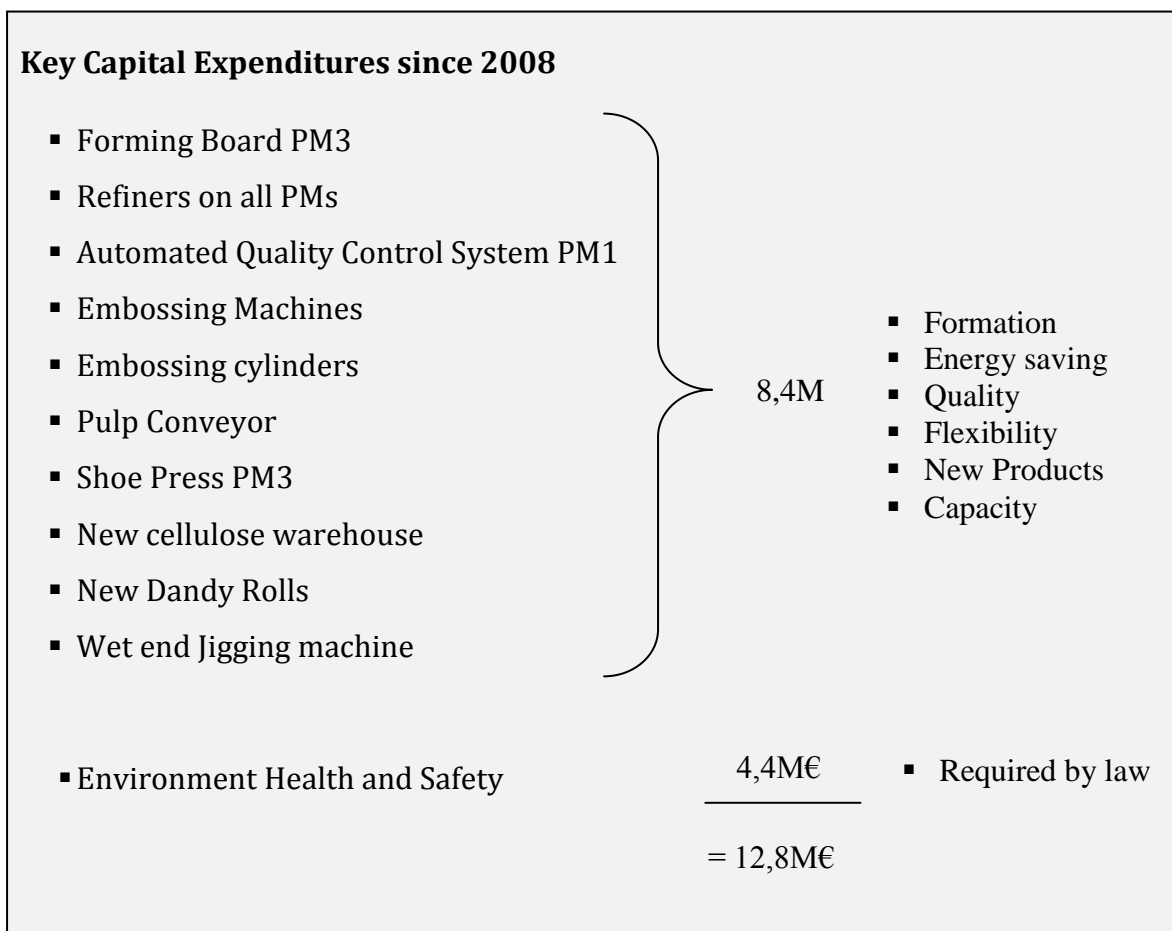 Key Capital Expenditures since 2008
▪ Forming Board PM3
▪ Refiners on all PMs
▪ Automated Quality Control System PM1
▪ Embossing Machines
▪ Embossing cylinders
▪ Pulp Conveyor
▪ Shoe Press PM3
▪ New cellulose warehouse
▪ New Dandy Rolls
▪ Wet end Jigging machine
8,4M
▪ Formation
▪ Energy saving
▪ Quality
▪ Flexibility
▪ New Products
▪ Capacity
▪ Environment Health and Safety
4,4M€
▪ Required by law
= 12,8M€